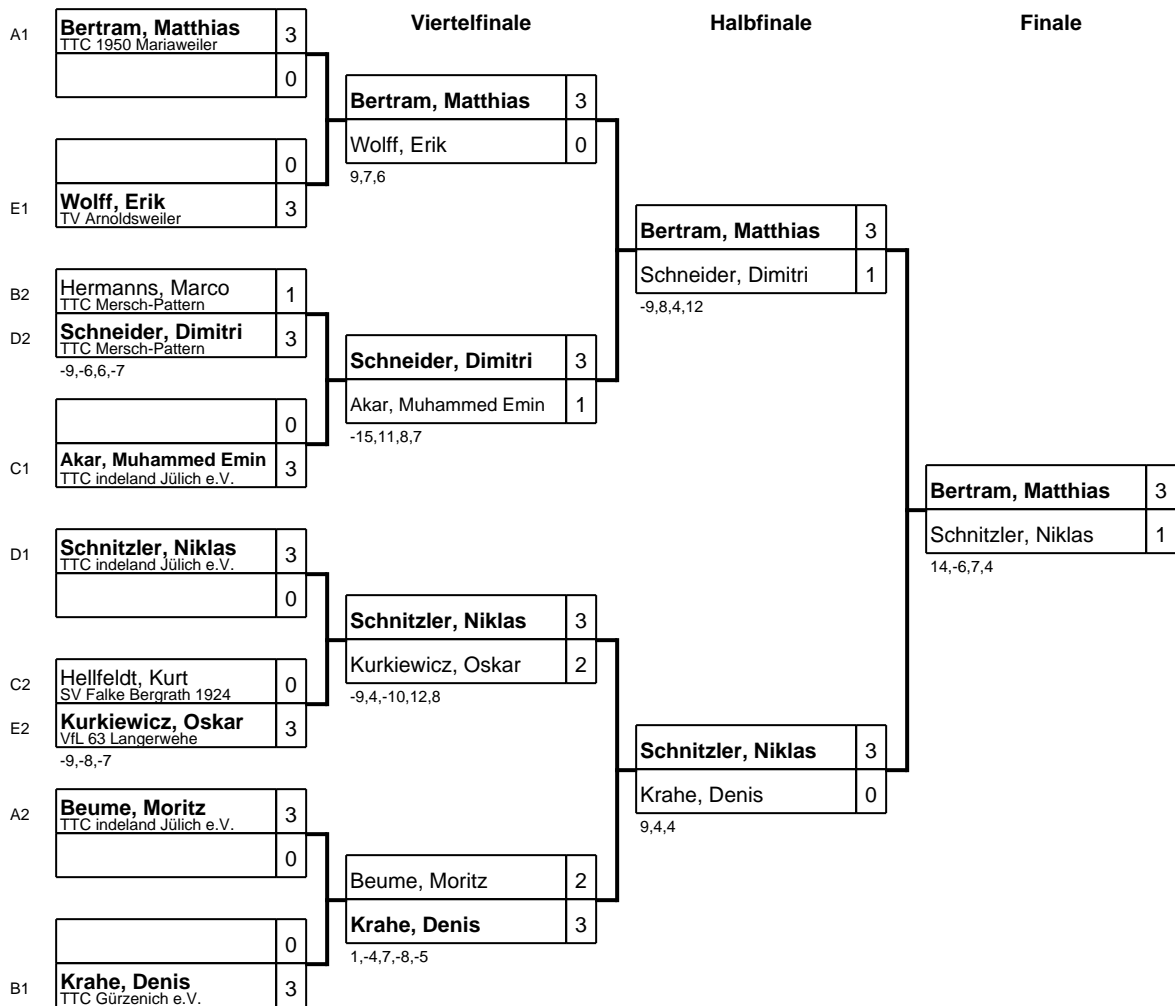 Viertelfinale
Halbfinale
Finale
A1
Bertram, Matthias
3
TTC 1950 Mariaweiler
0
0
E1
Wolff, Erik
3
TV Arnoldsweiler
B2
Hermanns, Marco
1
TTC Mersch-Pattern
D2
Schneider, Dimitri
3
TTC Mersch-Pattern
-9,-6,6,-7
0
C1
Akar, Muhammed Emin
3
TTC indeland Jülich e.V.
D1
Schnitzler, Niklas
3
TTC indeland Jülich e.V.
0
C2
Hellfeldt, Kurt
0
SV Falke Bergrath 1924
E2
Kurkiewicz, Oskar
3
VfL 63 Langerwehe
-9,-8,-7
A2
Beume, Moritz
3
TTC indeland Jülich e.V.
0
0
B1
Krahe, Denis
3
TTC Gürzenich e.V.
Bertram, Matthias
3
Wolff, Erik
0
9,7,6
Schneider, Dimitri
3
Akar, Muhammed Emin
1
-15,11,8,7
Schnitzler, Niklas
3
Kurkiewicz, Oskar
2
-9,4,-10,12,8
Beume, Moritz
2
Krahe, Denis
3
1,-4,7,-8,-5
Bertram, Matthias
3
Schneider, Dimitri
1
-9,8,4,12
Schnitzler, Niklas
3
Krahe, Denis
0
9,4,4
Bertram, Matthias
3
Schnitzler, Niklas
1
14,-6,7,4